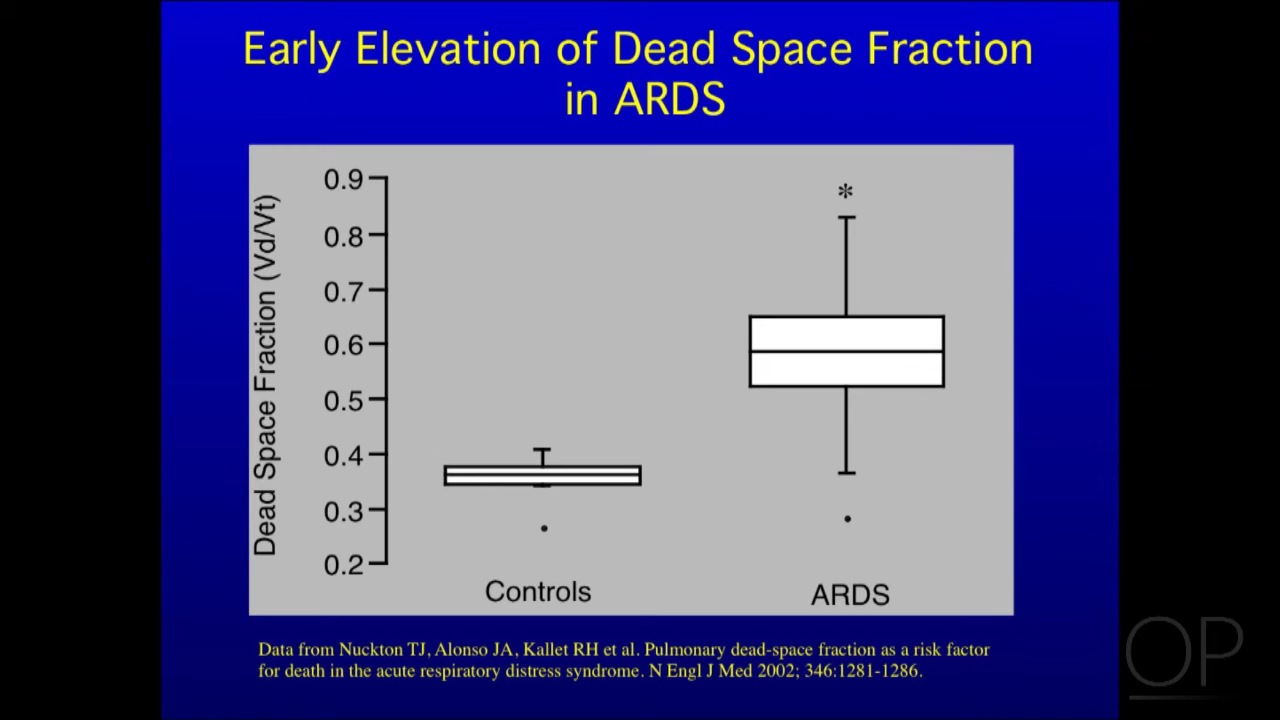 Early Elevation of Dead Space Fraction
in ARDS
Dead Space Fraction (Vd/Vt)
0.9
0.8
0.7
0.6
0.5
0.4
0.3
0.2
*
Controls
ARDS
Data from Nuckton TJ, Alonso JA, Kallet RH et al. Pulmonary dead-space fraction as a risk factor
for death in the acute respiratory distress syndrome. N Engl J Med 2002; 346:1281-1286.
OP